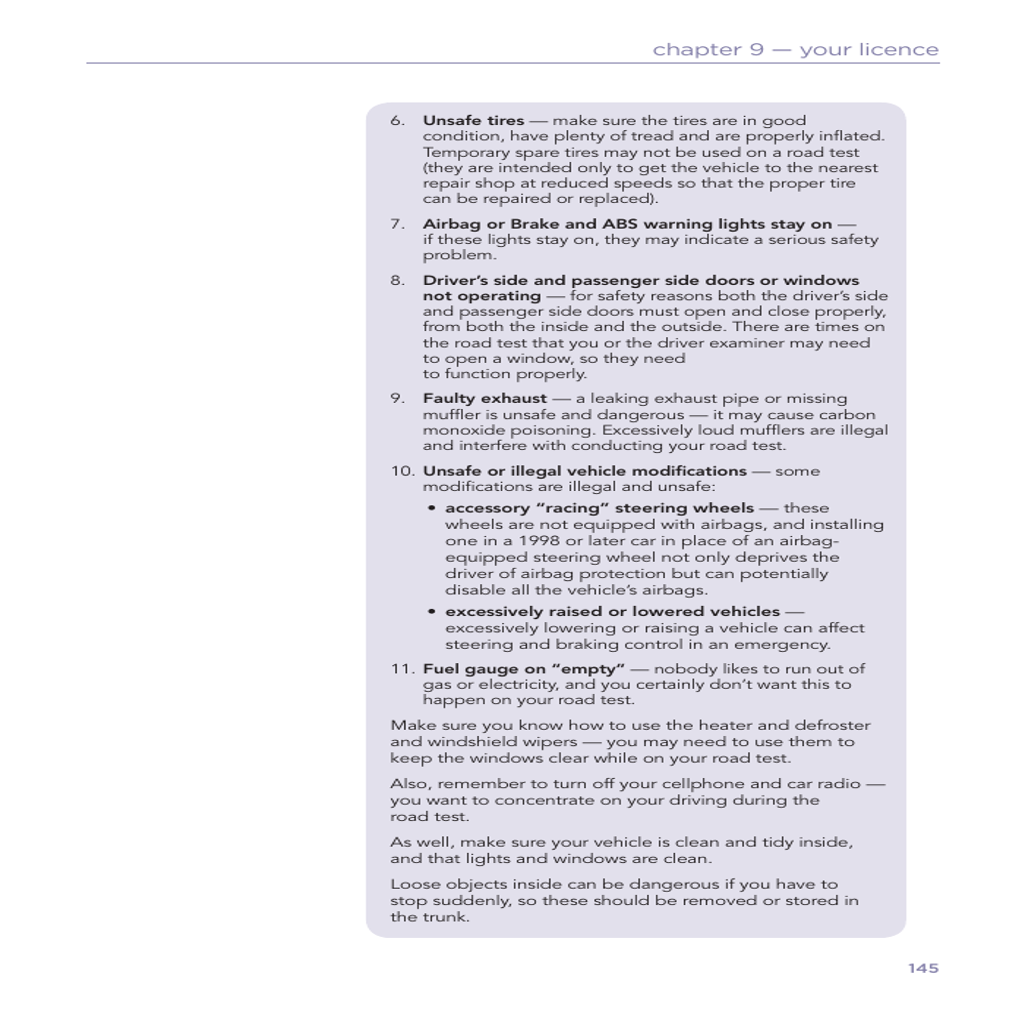 chapter 9 — your licence
6. Unsafe tires — make sure the tires are in good
condition, have plenty of tread and are properly inflated.
Temporary spare tires may not be used on a road test
(they are intended only to get the vehicle to the nearest
repair shop at reduced speeds so that the proper tire
can be repaired or replaced).
7. Airbag or Brake and ABS warning lights stay on —
if these lights stay on, they may indicate a serious safety
problem.
8. Driver’s side and passenger side doors or windows
not operating — for safety reasons both the driver’s side
and passenger side doors must open and close properly,
from both the inside and the outside. There are times on
the road test that you or the driver examiner may need
to open a window, so they need
to function properly.
9. Faulty exhaust — a leaking exhaust pipe or missing
muffler is unsafe and dangerous — it may cause carbon
monoxide poisoning. Excessively loud mufflers are illegal
and interfere with conducting your road test.
10. Unsafe or illegal vehicle modifications — some
modifications are illegal and unsafe:
• accessory “racing” steering wheels — these
wheels are not equipped with airbags, and installing
one in a 1998 or later car in place of an airbag-
equipped steering wheel not only deprives the
driver of airbag protection but can potentially
disable all the vehicle’s airbags.
• excessively raised or lowered vehicles —
excessively lowering or raising a vehicle can affect
steering and braking control in an emergency.
11. Fuel gauge on “empty” — nobody likes to run out of
gas or electricity, and you certainly don’t want this to
happen on your road test.
Make sure you know how to use the heater and defroster
and windshield wipers — you may need to use them to
keep the windows clear while on your road test.
Also, remember to turn off your cellphone and car radio —
you want to concentrate on your driving during the
road test.
As well, make sure your vehicle is clean and tidy inside,
and that lights and windows are clean.
Loose objects inside can be dangerous if you have to
stop suddenly, so these should be removed or stored in
the trunk.
145